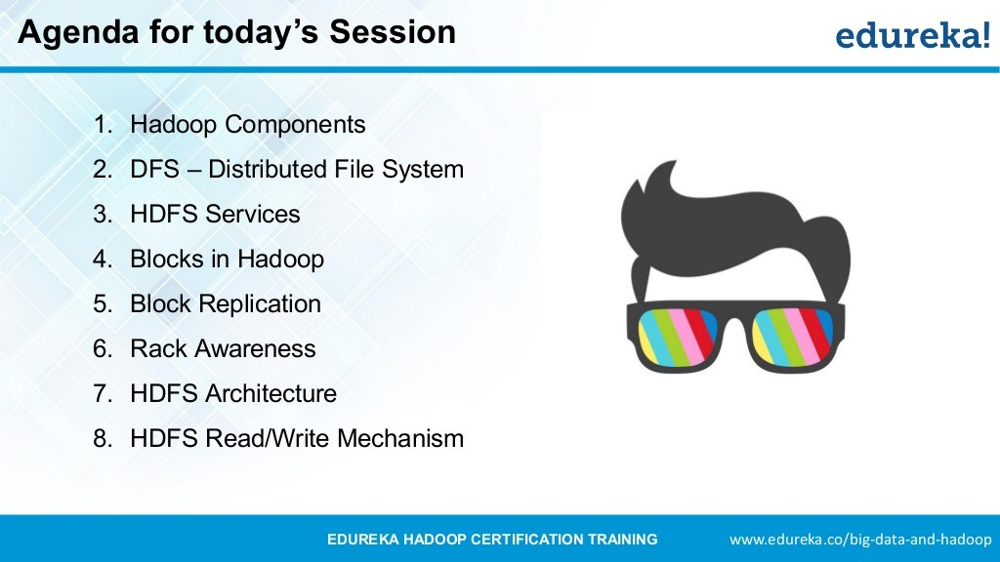 Agenda for today’s Session
edureka!
1. Hadoop Components
2. DFS – Distributed File System
3. HDFS Services
4. Blocks in Hadoop
5. Block Replication
6. Rack Awareness
7. HDFS Architecture
8. HDFS Read/Write Mechanism
EDUREKA HADOOP CERTIFICATION TRAINING
www.edureka.co/big-data-and-hadoop